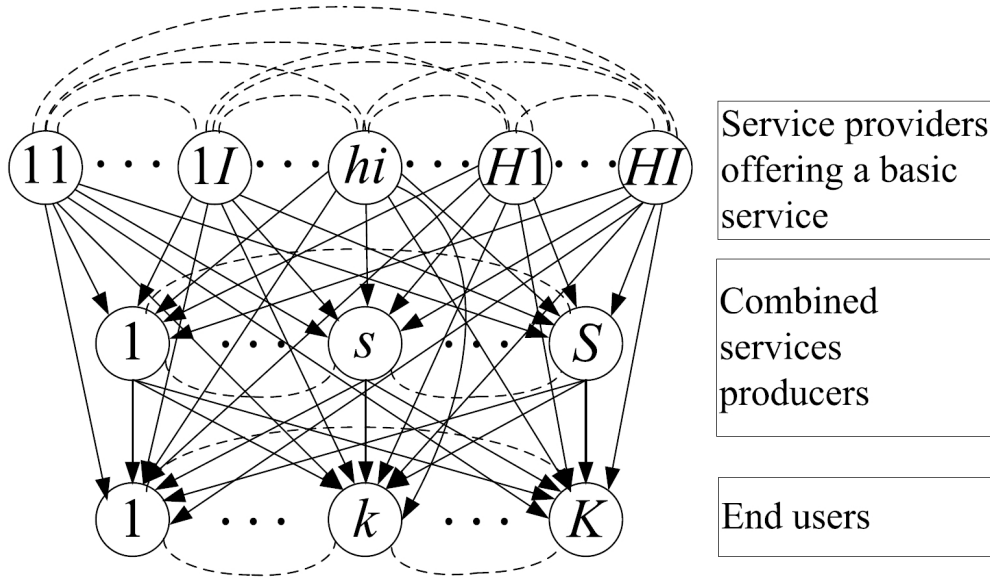 11 · · · 1I · · · hi · · · H1 · · · HI
Service providers
offering a basic
service
1 · · · s · · · S
Combined
services
producers
1 · · · k · · · K
End users